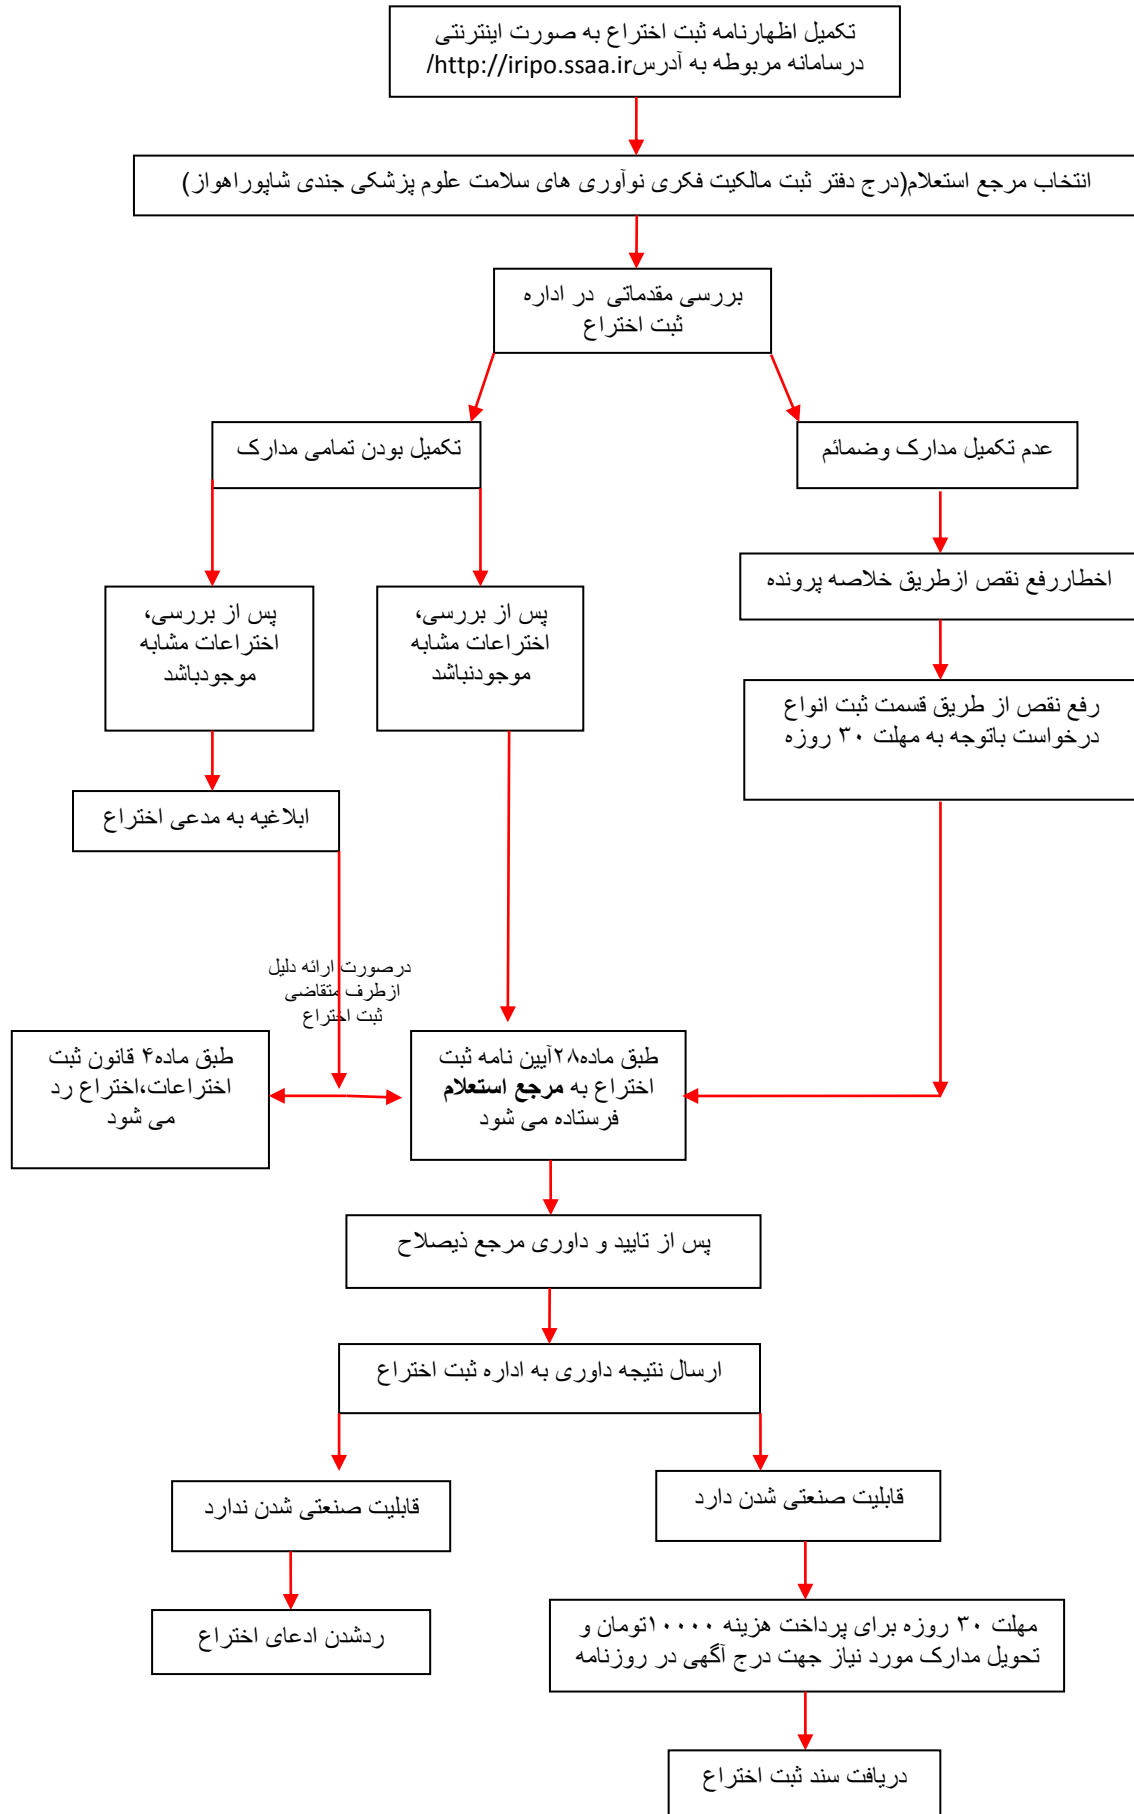 تکمیل اظهارنامه ثبت اختراع به صورت اینترنتی
درسامانه مربوطه به آدرسhttp://iripo.ssaa.ir/
انتخاب مرجع استعلام(درج دفتر ثبت مالکیت فکری نوآوری های سلامت علوم پزشکی جندی شاپوراهواز)
بررسی مقدماتی در اداره
ثبت اختراع
عدم تکمیل مدارک وضمائم
تکمیل بودن تمامی مدارک
اخطاررفع نقص ازطریق خلاصه پرونده
پس از بررسی،
اختراعات مشابه
موجودنباشد
پس از بررسی،
اختراعات مشابه
موجودباشد
رفع نقص از طریق قسمت ثبت انواع
درخواست باتوجه به مهلت ۳۰ روزه
ابلاغیه به مدعی اختراع
درصورت ارائه دلیل
ازطرف متقاضی
ثبت اختراع
طبق ماده۲۸آیین نامه ثبت
اختراع به مرجع استعلام
فرستاده می شود
طبق ماده۴ قانون ثبت
اختراعات،اختراع رد
می شود
پس از تایید و داوری مرجع ذیصلاح
ارسال نتیجه داوری به اداره ثبت اختراع
قابلیت صنعتی شدن دارد
قابلیت صنعتی شدن ندارد
مهلت ۳۰ روزه برای پرداخت هزینه ۱۰۰۰۰تومان و
تحویل مدارک مورد نیاز جهت درج آگهی در روزنامه
ردشدن ادعای اختراع
دریافت سند ثبت اختراع